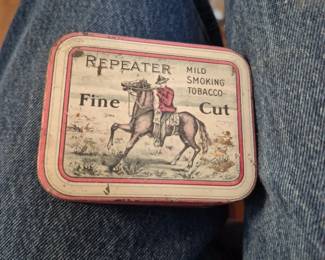 REPEATER
MILD
SMOKING
TOBACCO
Fine Cut